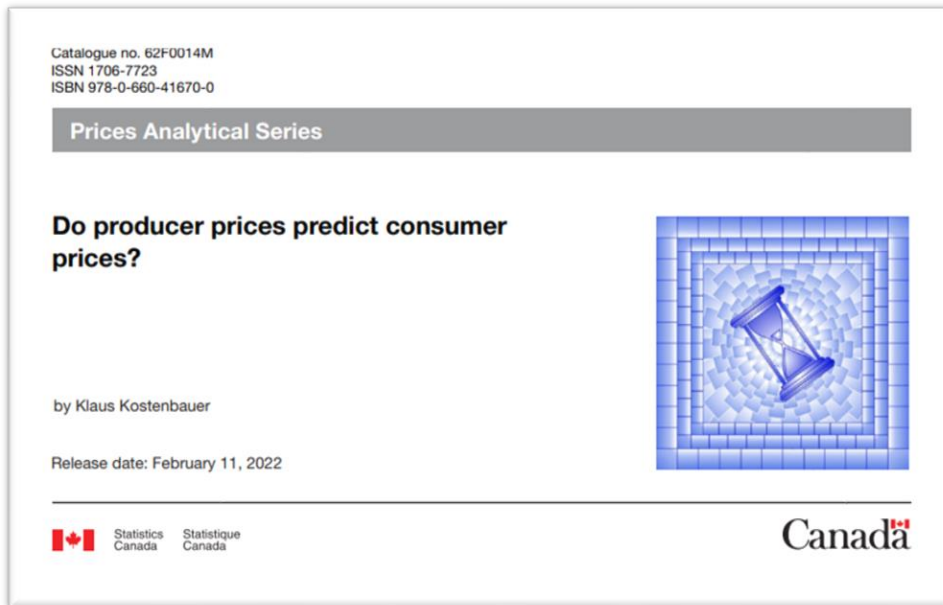 Catalogue no. 62F0014M
ISSN 1706-7723
ISBN 978-0-660-41670-0
Prices Analytical Series
Do producer prices predict consumer
prices?
by Klaus Kostenbauer
Release date: February 11, 2022
Statistics Statistique
Canada Canada
Canada